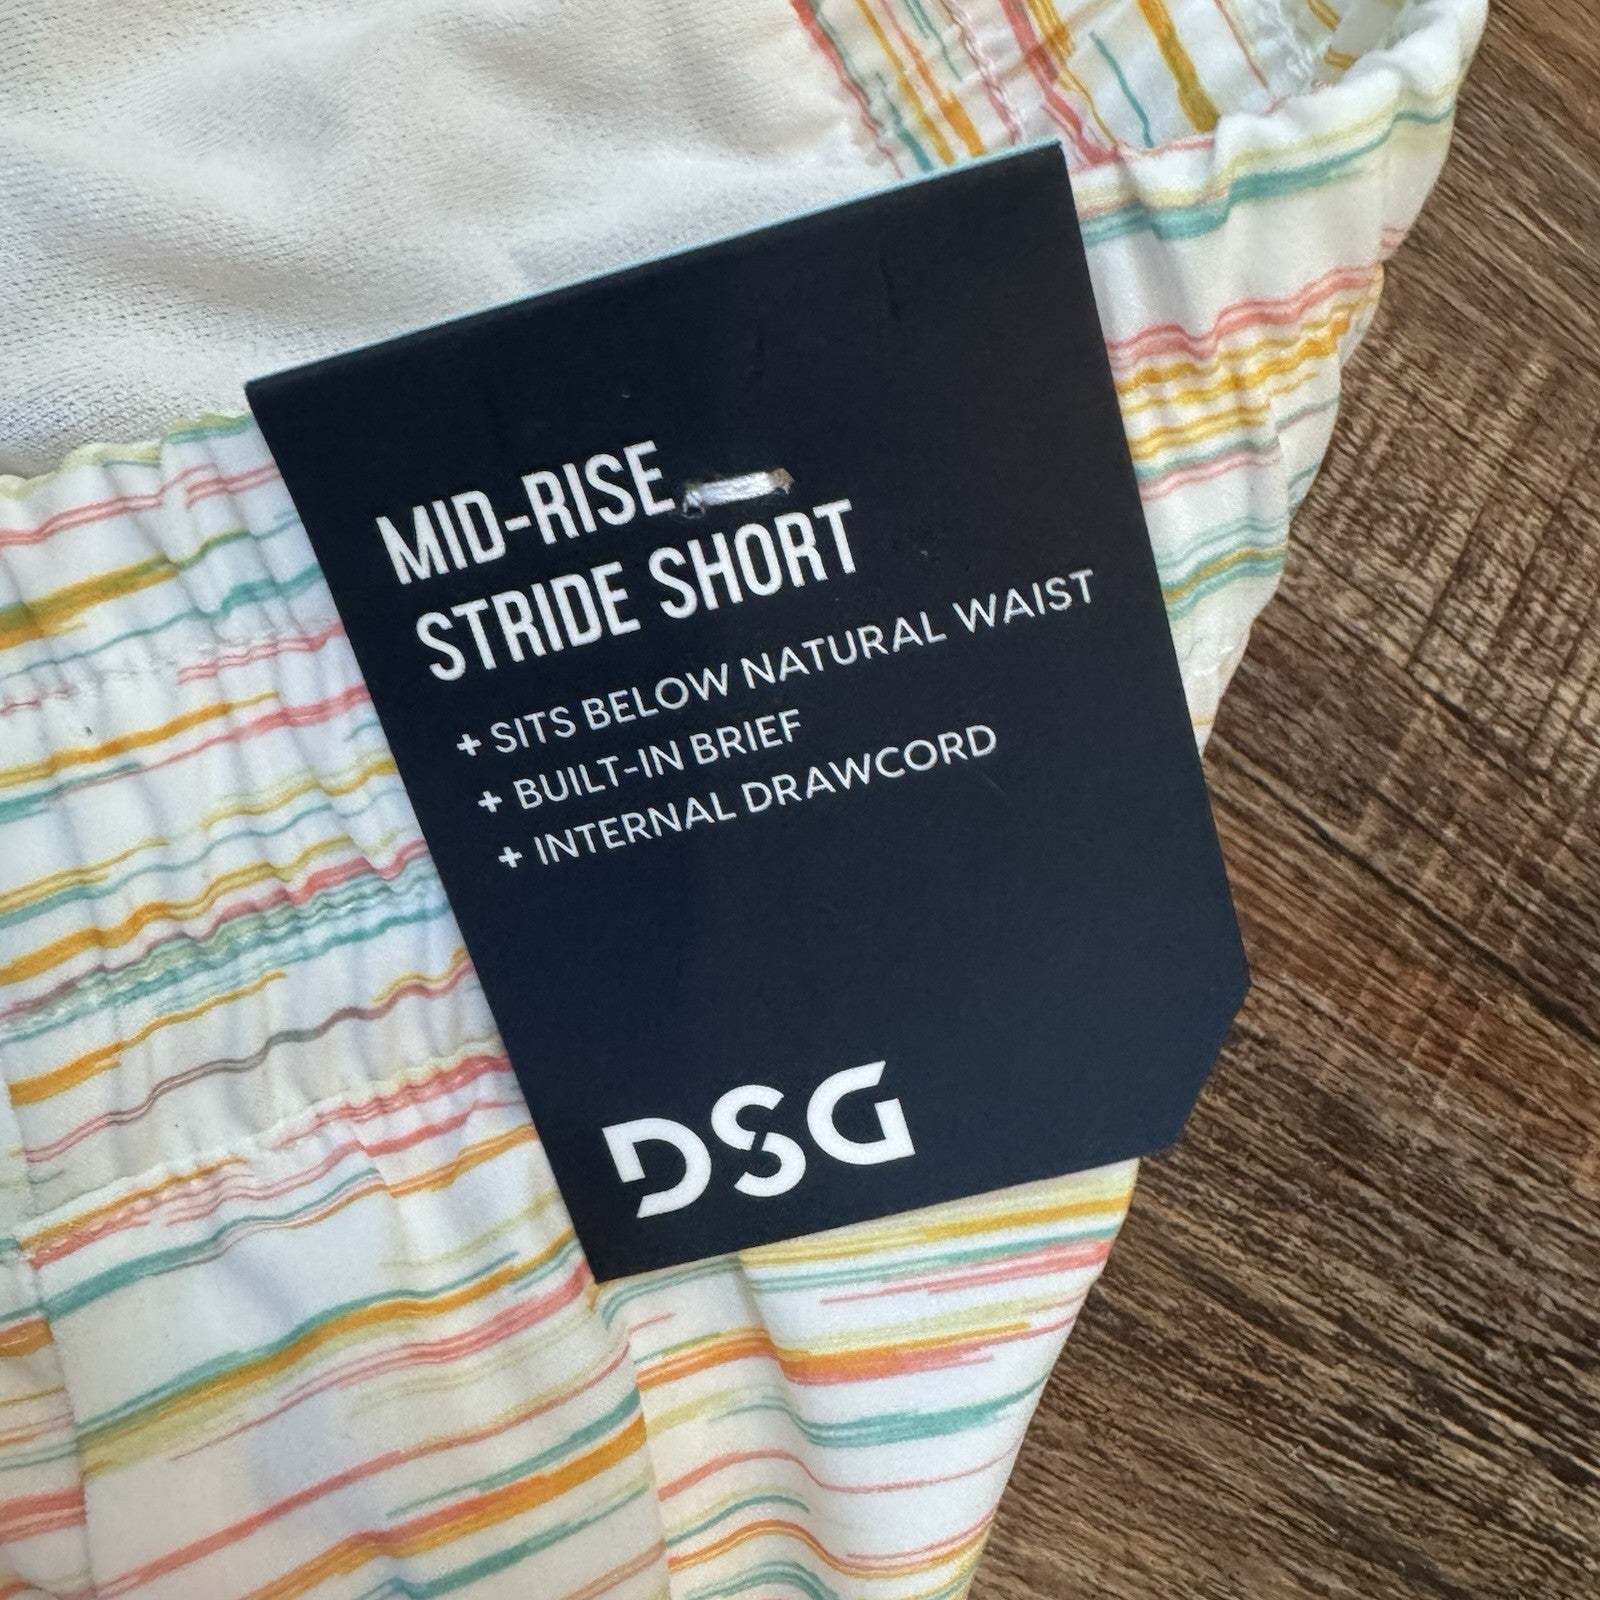 MID-RISE
STRIDE SHORT
+ SITS BELOW NATURAL WAIST
+ BUILT-IN BRIEF
+ INTERNAL DRAWCORD
DSG